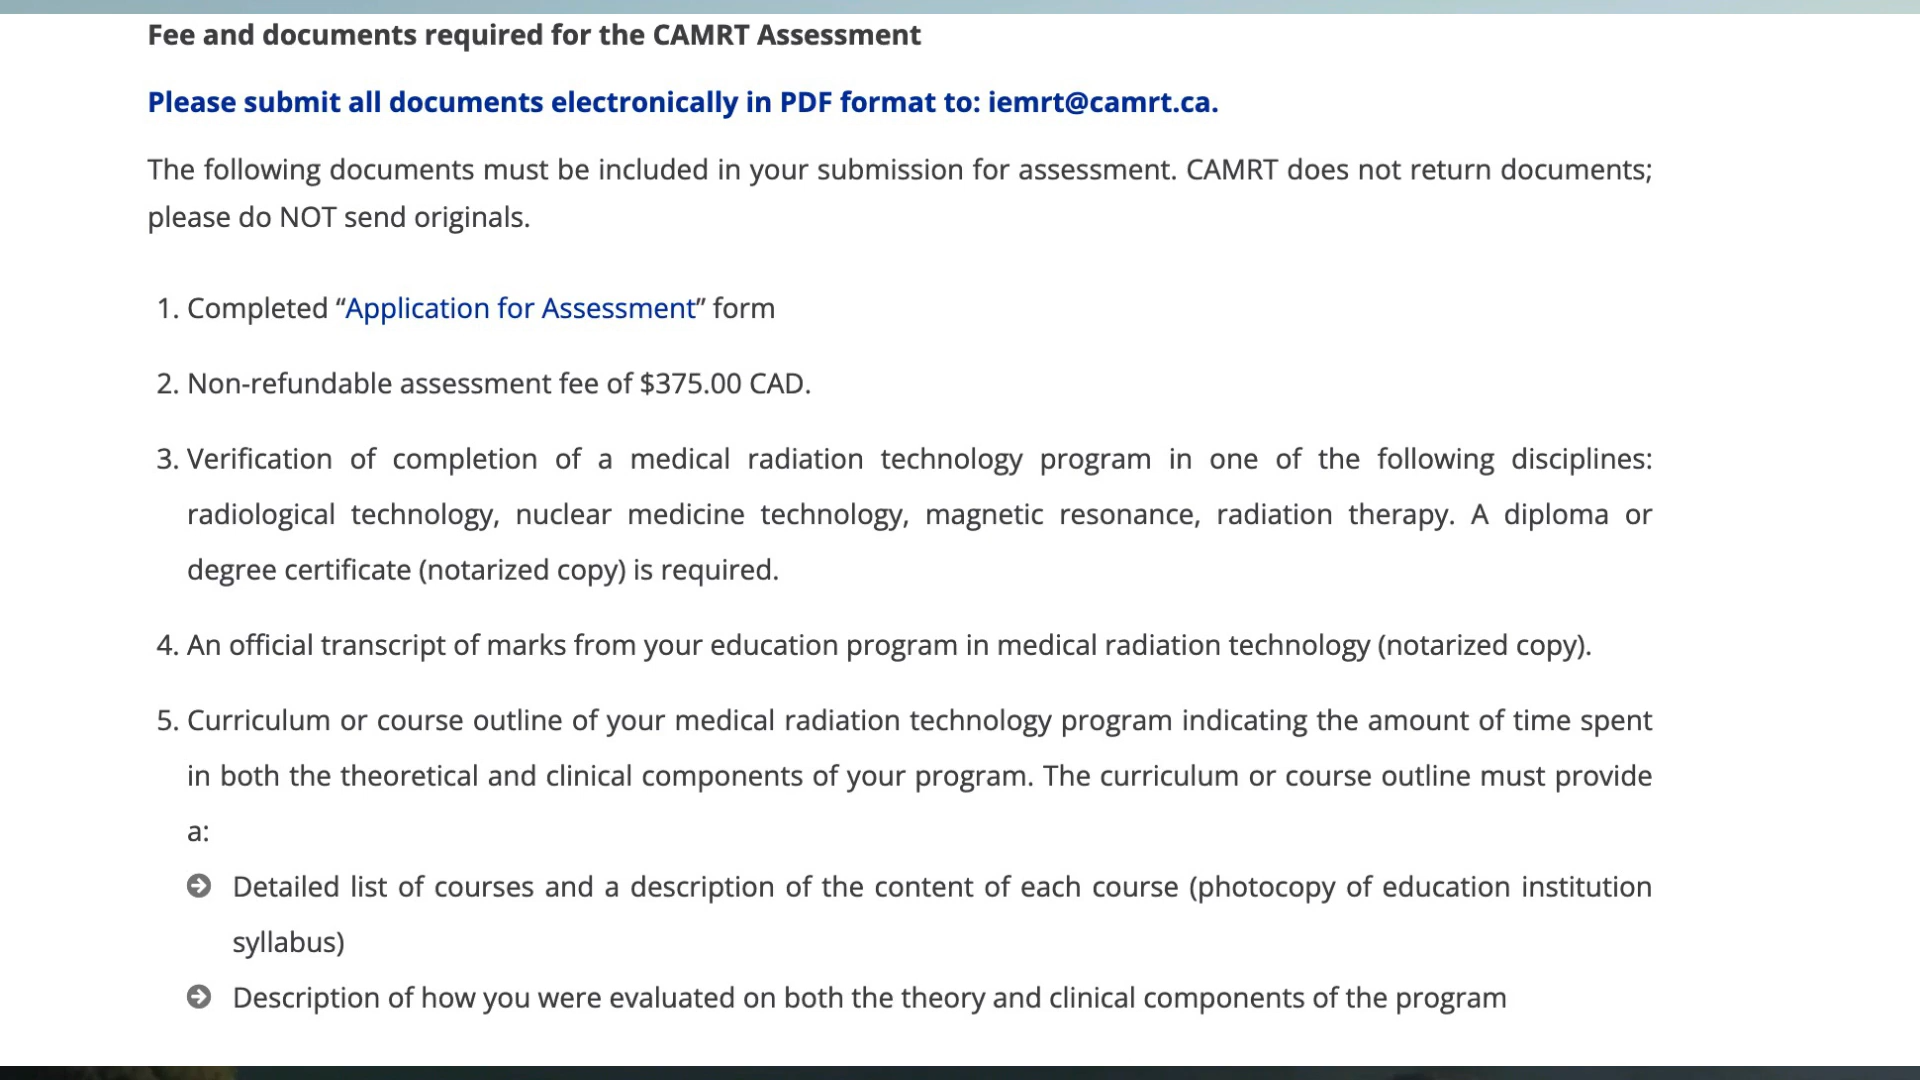 Fee and documents required for the CAMRT Assessment
Please submit all documents electronically in PDF format to: iemrt@camrt.ca.
The following documents must be included in your submission for assessment. CAMRT does not return documents;
please do NOT send originals.
1. Completed “Application for Assessment” form
2. Non-refundable assessment fee of $375.00 CAD.
3. Verification of completion of a medical radiation technology program in one of the following disciplines:
radiological technology, nuclear medicine technology, magnetic resonance, radiation therapy. A diploma or
degree certificate (notarized copy) is required.
4. An official transcript of marks from your education program in medical radiation technology (notarized copy).
5. Curriculum or course outline of your medical radiation technology program indicating the amount of time spent
in both the theoretical and clinical components of your program. The curriculum or course outline must provide
a:
Detailed list of courses and a description of the content of each course (photocopy of education institution
syllabus)
Description of how you were evaluated on both the theory and clinical components of the program